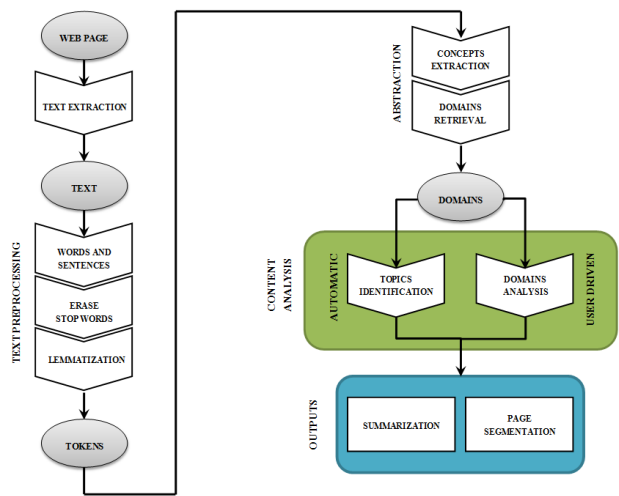 WEB PAGE
TEXT EXTRACTION
TEXT
TEXT PREPROCESSING
WORDS AND
SENTENCES
ERASE
STOP WORDS
LEMMATIZATION
TOKENS
ABSTRACTION
CONCEPTS
EXTRACTION
DOMAINS
RETRIEVAL
DOMAINS
CONTENT
ANALYSIS
AUTOMATIC
TOPICS
IDENTIFICATION
DOMAINS
ANALYSIS
USER DRIVEN
OUTPUTS
SUMMARIZATION
PAGE
SEGMENTATION